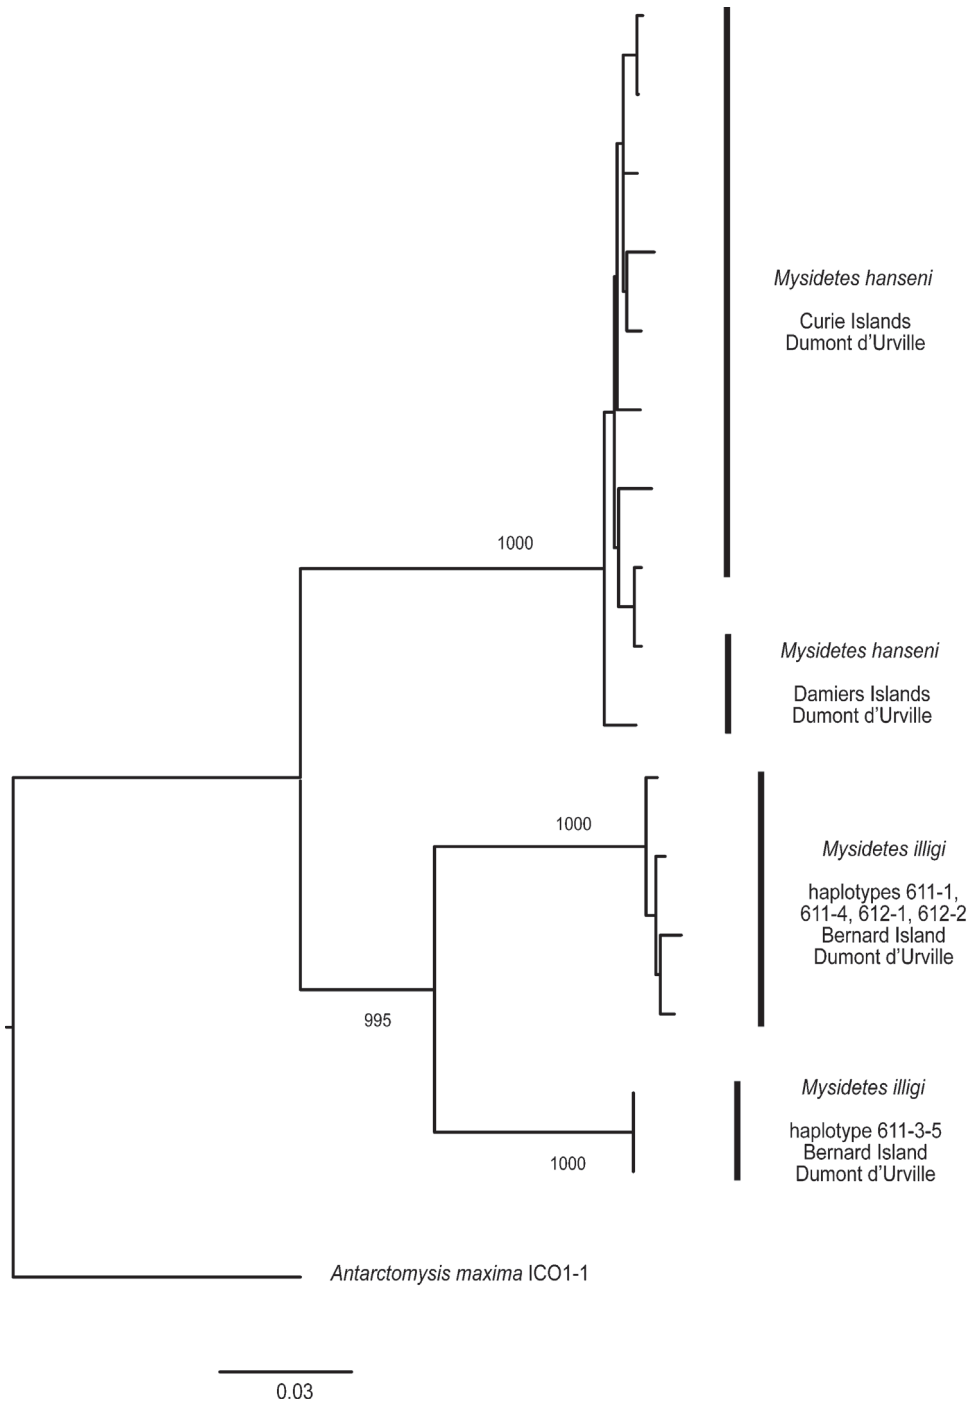 Mysidetes hanseni
Curie Islands
Dumont d'Urville
1000
Mysidetes hanseni
Damiers Islands
Dumont d'Urville
1000
Mysidetes illigi
haplotypes 611-1,
611-4, 612-1, 612-2
Bernard Island
Dumont d'Urville
995
Mysidetes illigi
haplotype 611-3-5
Bernard Island
Dumont d'Urville
1000
Antarctomysis maxima ICO1-1
0.03